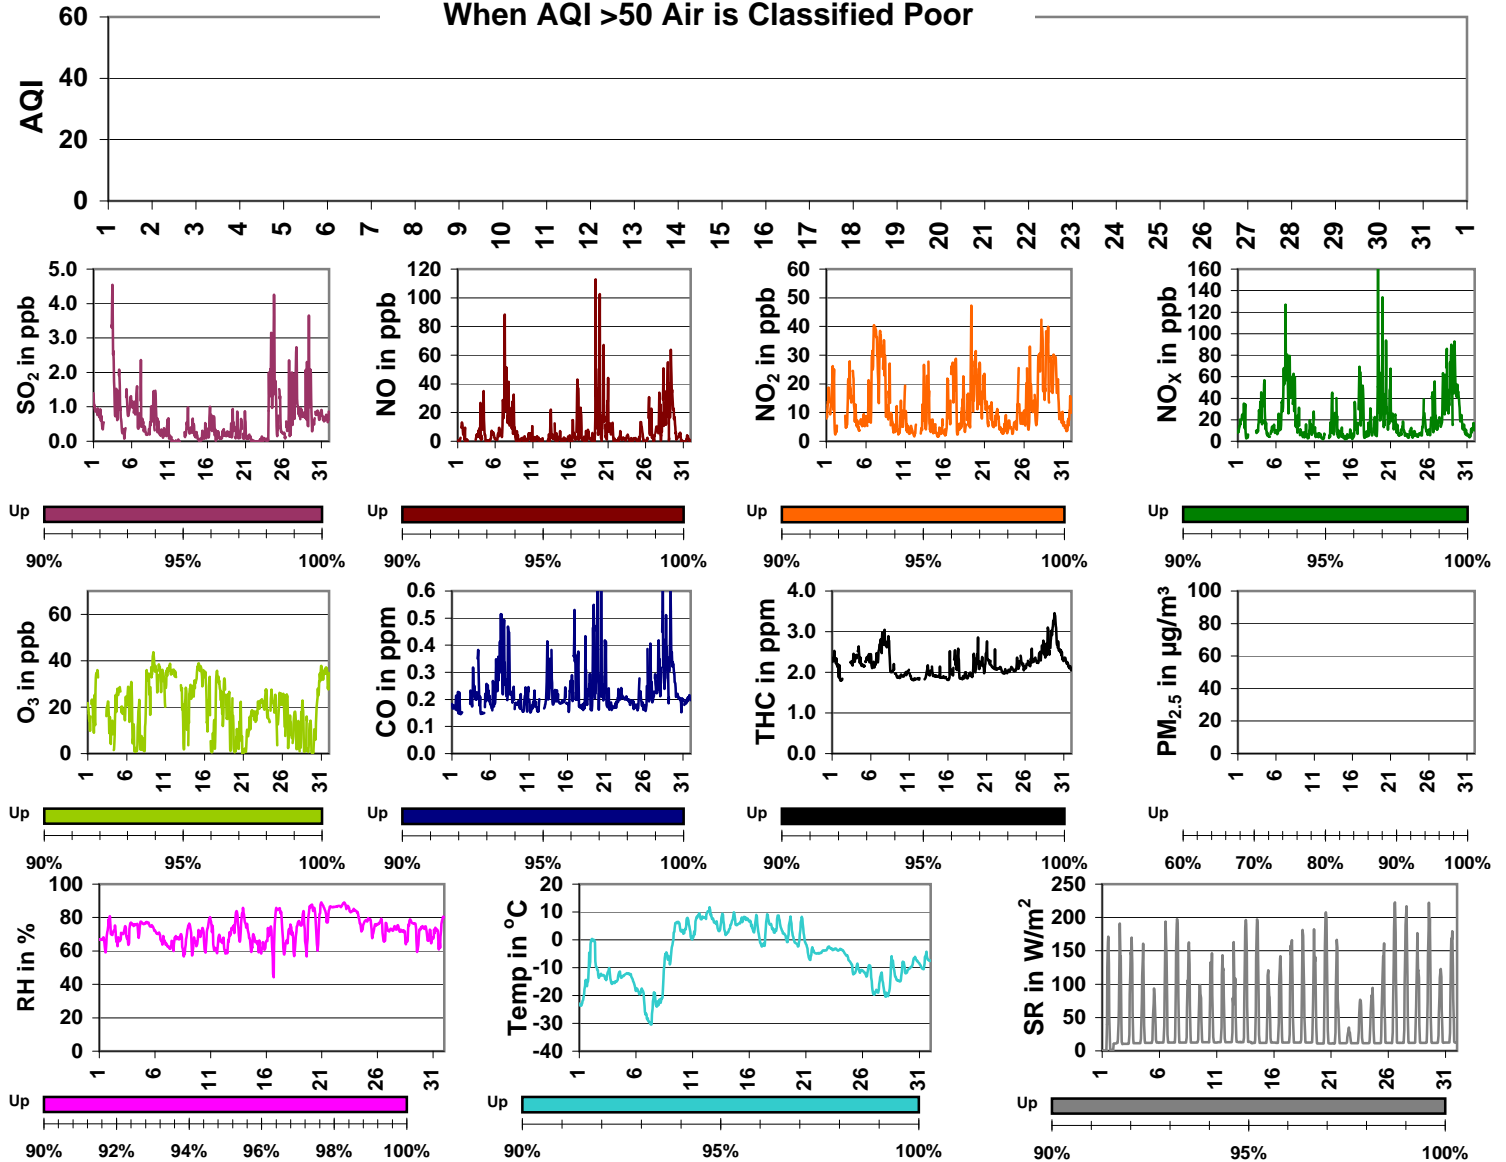 When AQI >50 Air is Classified Poor
AQI
60
40
20
0
1 2 3 4 5 6 7 8 9 10 11 12 13 14 15 16 17 18 19 20 21 22 23 24 25 26 27 28 29 30 31 1
SO2 in ppb
5.0
4.0
3.0
2.0
1.0
0.0
1 6 11 16 21 26 31
Up
90% 95% 100%
NO in ppb
120
100
80
60
40
20
0
1 6 11 16 21 26 31
Up
90% 95% 100%
NO2 in ppb
60
50
40
30
20
10
0
1 6 11 16 21 26 31
Up
90% 95% 100%
NOX in ppb
160
140
120
100
80
60
40
20
0
1 6 11 16 21 26 31
Up
90% 95% 100%
O3 in ppb
60
40
20
0
1 6 11 16 21 26 31
Up
90% 95% 100%
CO in ppm
0.6
0.5
0.4
0.3
0.2
0.1
0.0
1 6 11 16 21 26 31
Up
90% 95% 100%
THC in ppm
4.0
3.0
2.0
1.0
0.0
1 6 11 16 21 26 31
Up
90% 95% 100%
PM2.5 in µg/m³
100
80
60
40
20
0
1 6 11 16 21 26 31
Up
60% 70% 80% 90% 100%
RH in %
100
80
60
40
20
0
1 6 11 16 21 26 31
Up
90% 92% 94% 96% 98% 100%
Temp in °C
20
10
0
-10
-20
-30
-40
1 6 11 16 21 26 31
Up
90% 95% 100%
SR in W/m²
250
200
150
100
50
0
1 6 11 16 21 26 31
Up
90% 95% 100%